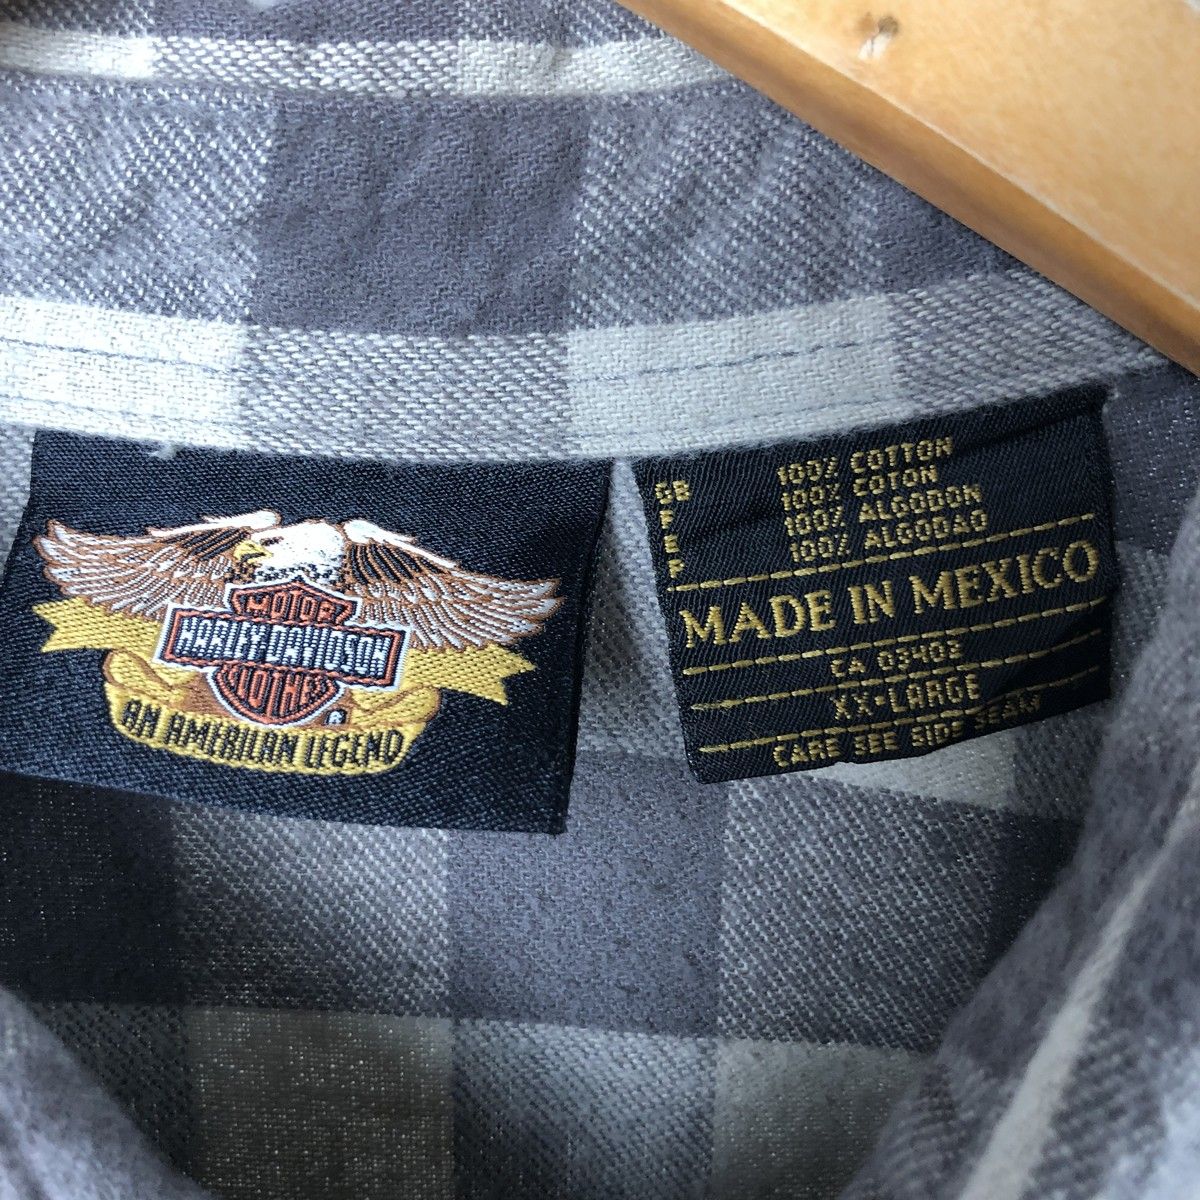 MOTOR
HARLEY-DAVIDSON
CLOTHES
®
AN AMERICAN LEGEND
GB 100% COTTON
F 100% COTON
E 100% ALGODON
P 100% ALGODAO
MADE IN MEXICO
CA 03402
XX-LARGE
CARE SEE SIDE SEAM